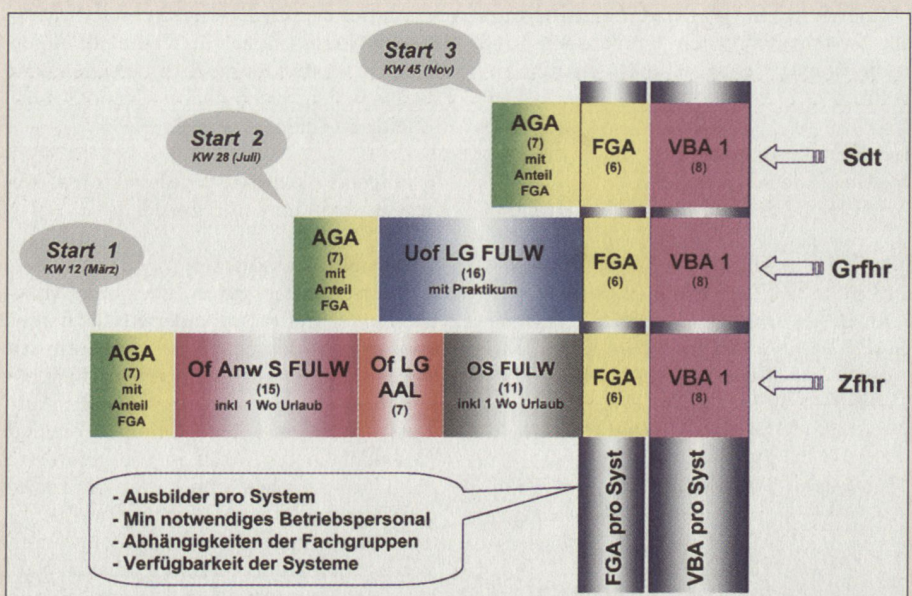 Start 3
KW 45 (Nov)
AGA
(7)
mit
Anteil
FGA
FGA
(6)
VBA 1
(8)
Sdt
Start 2
KW 28 (Juli)
AGA
(7)
mit
Anteil
FGA
Uof LG FULW
(16)
mit Praktikum
FGA
(6)
VBA 1
(8)
Grfhr
Start 1
KW 12 (März)
AGA
(7)
mit
Anteil
FGA
Of Anw S FULW
(15)
inkl 1 Wo Urlaub
Of LG
AAL
(7)
OS FULW
(11)
inkl 1 Wo Urlaub
FGA
(6)
VBA 1
(8)
Zfhr
- Ausbilder pro System
- Min notwendiges Betriebspersonal
- Abhängigkeiten der Fachgruppen
- Verfügbarkeit der Systeme
FGA pro Syst
VBA pro Syst